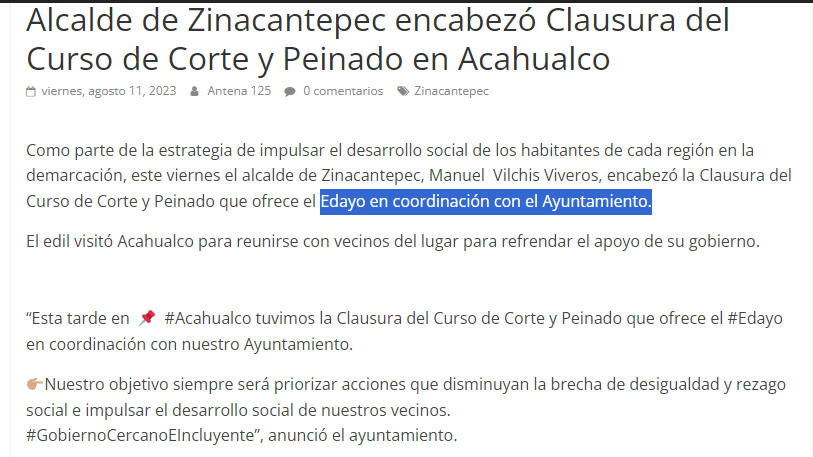 Alcalde de Zinacantepec encabezó Clausura del
Curso de Corte y Peinado en Acahualco
viernes, agosto 11, 2023 Antena 125 0 comentarios Zinacantepec
Como parte de la estrategia de impulsar el desarrollo social de los habitantes de cada región en la
demarcación, este viernes el alcalde de Zinacantepec, Manuel Vilchis Viveros, encabezó la Clausura del
Curso de Corte y Peinado que ofrece el Edayo en coordinación con el Ayuntamiento.
El edil visitó Acahualco para reunirse con vecinos del lugar para refrendar el apoyo de su gobierno.
“Esta tarde en 📌 #Acahualco tuvimos la Clausura del Curso de Corte y Peinado que ofrece el #Edayo
en coordinación con nuestro Ayuntamiento.
👉🏽Nuestro objetivo siempre será priorizar acciones que disminuyan la brecha de desigualdad y rezago
social e impulsar el desarrollo social de nuestros vecinos.
#GobiernoCercanoEIncluyente”, anunció el ayuntamiento.